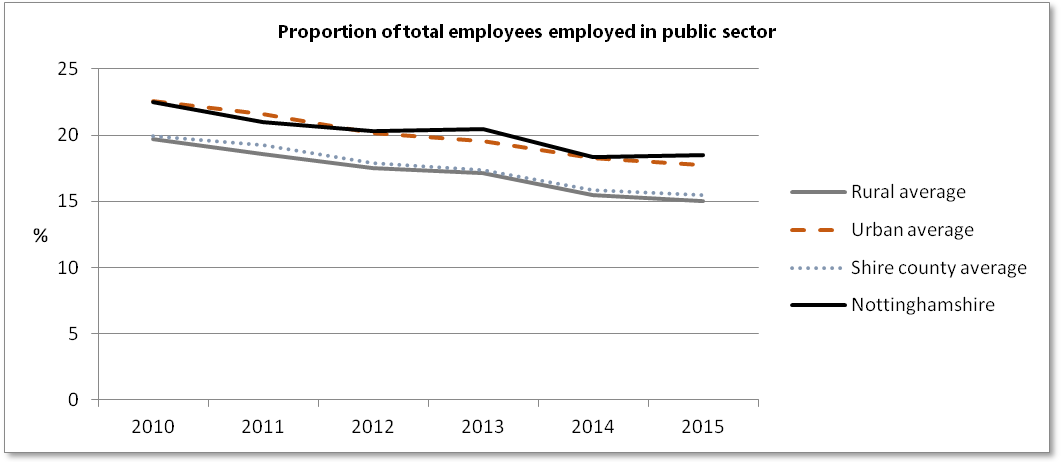 Proportion of total employees employed in public sector
25
20
15
10
5
0
%
2010 2011 2012 2013 2014 2015
Rural average
Urban average
Shire county average
Nottinghamshire